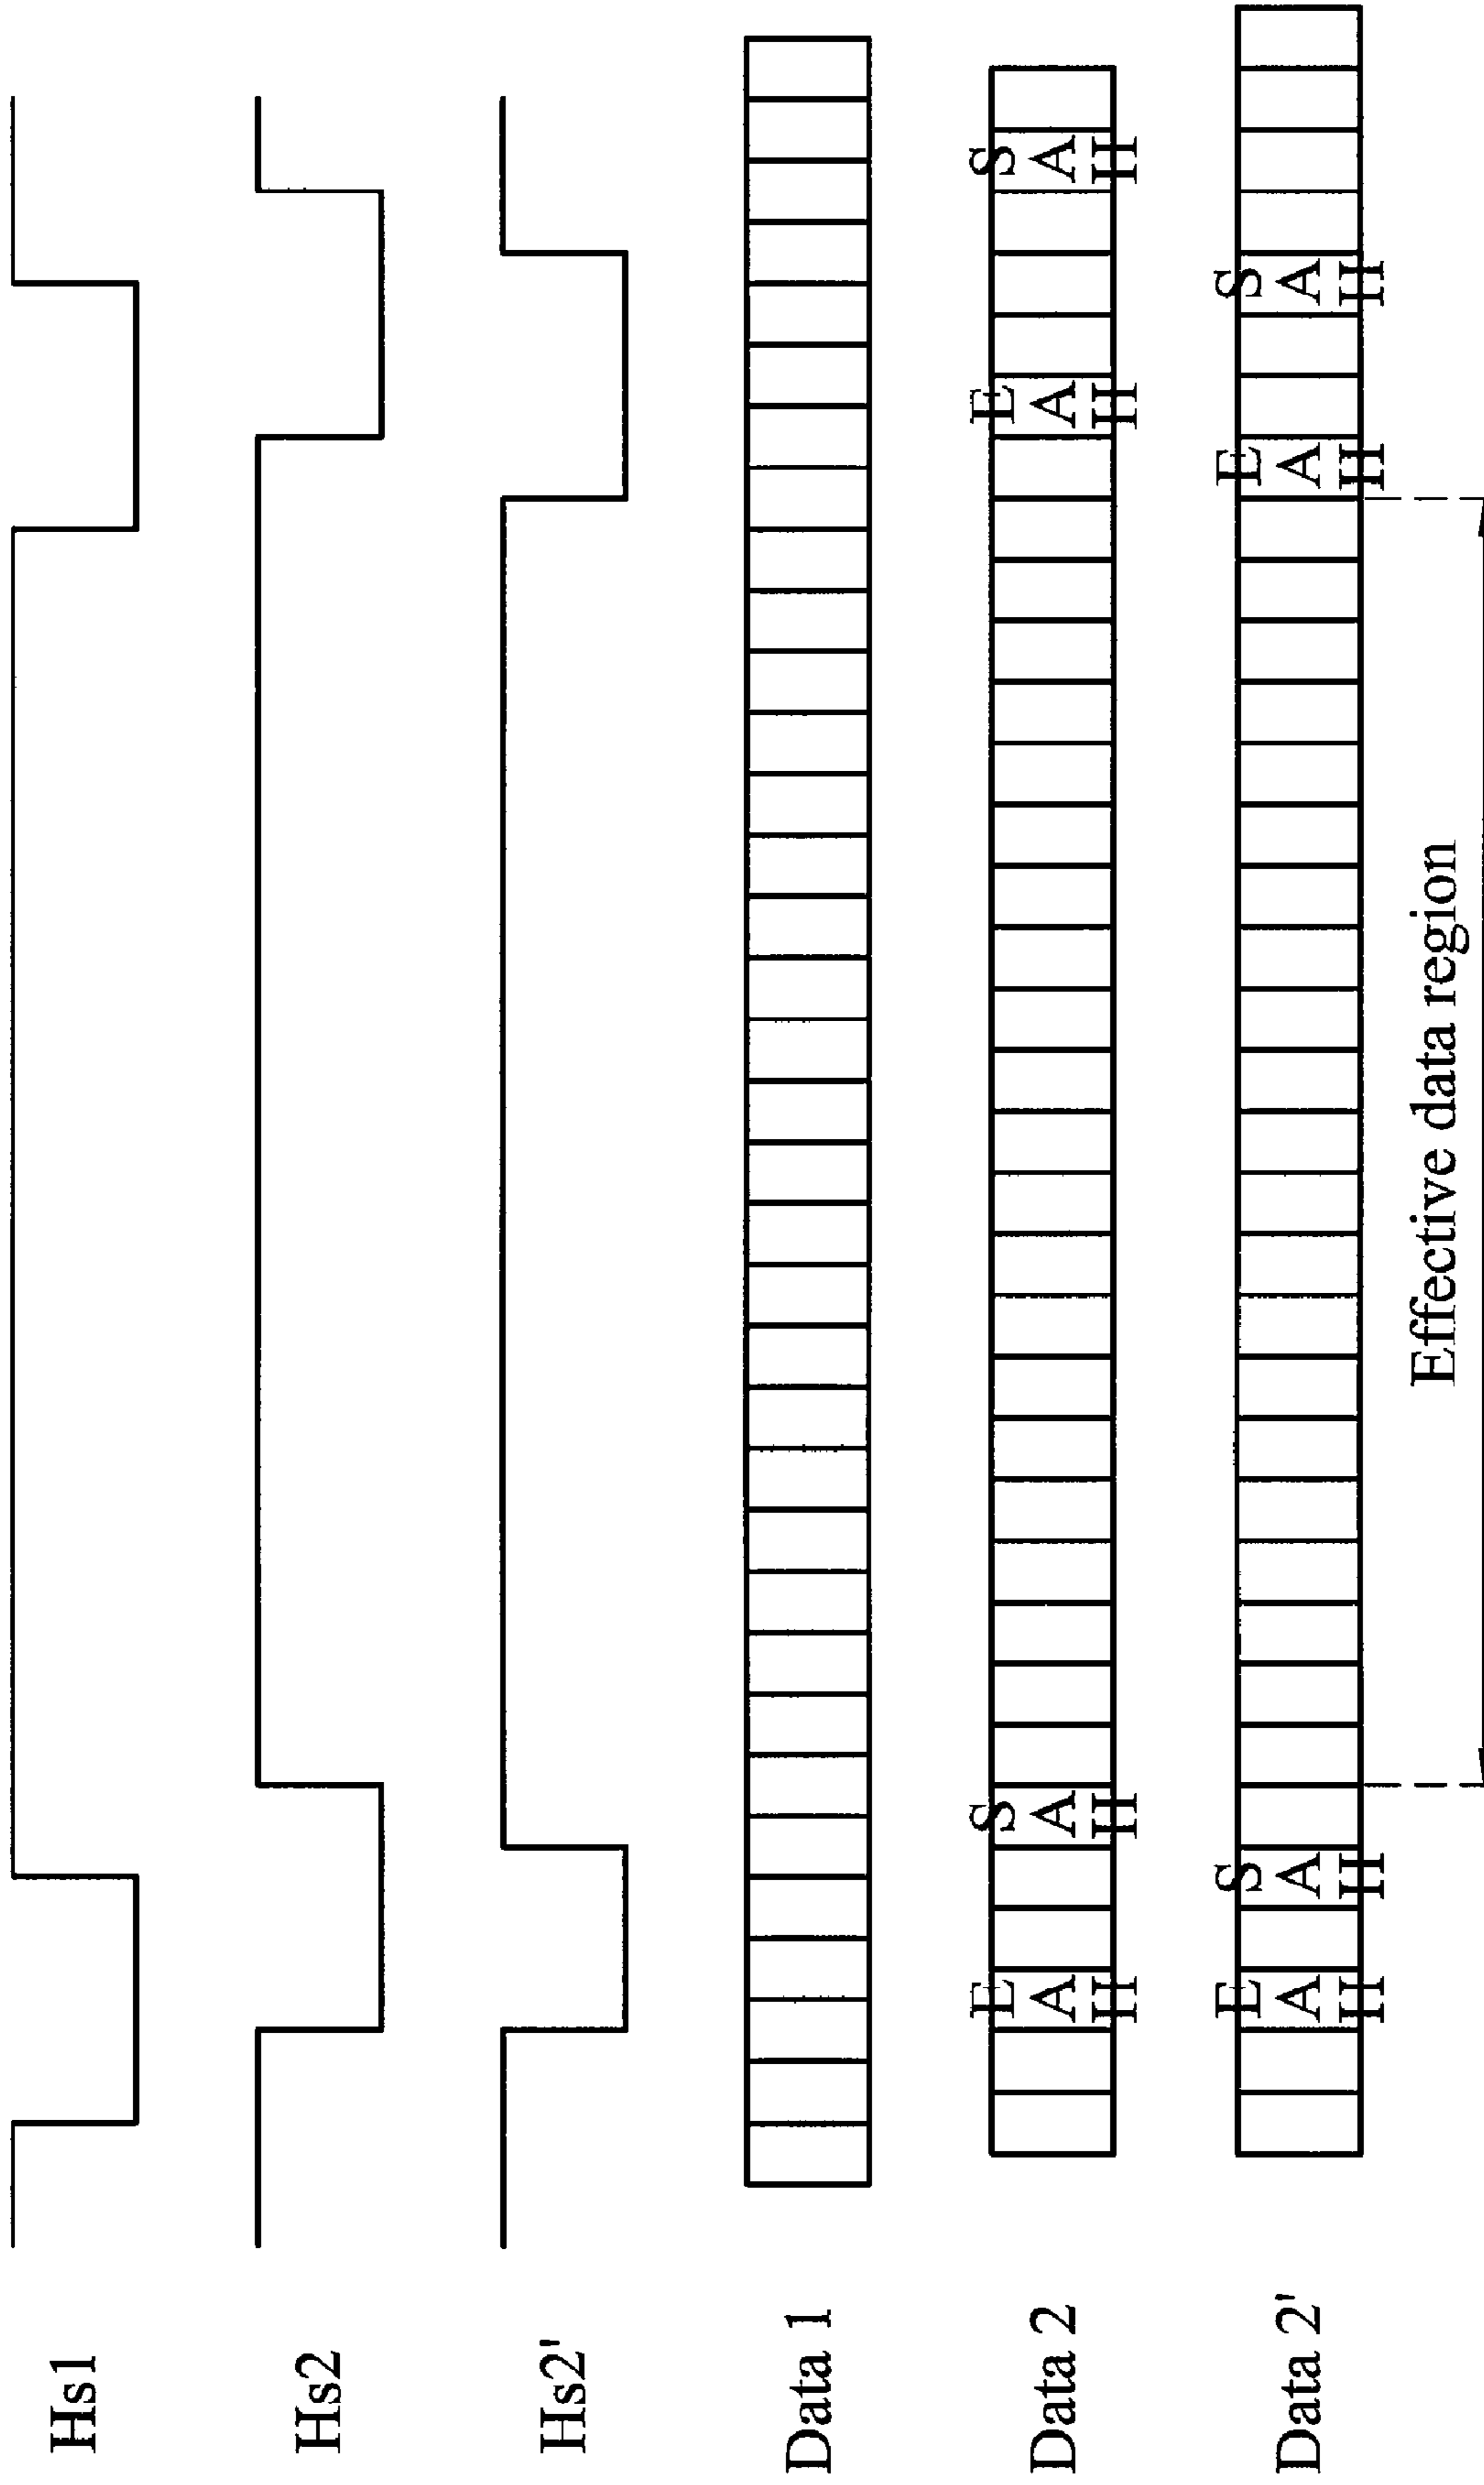 Hs1
Hs2
Hs2'
Data 1
Data 2
EAH
SAH
EAH
SAH
Data 2'
EAH
SAH
EAH
SAH
Effective data region